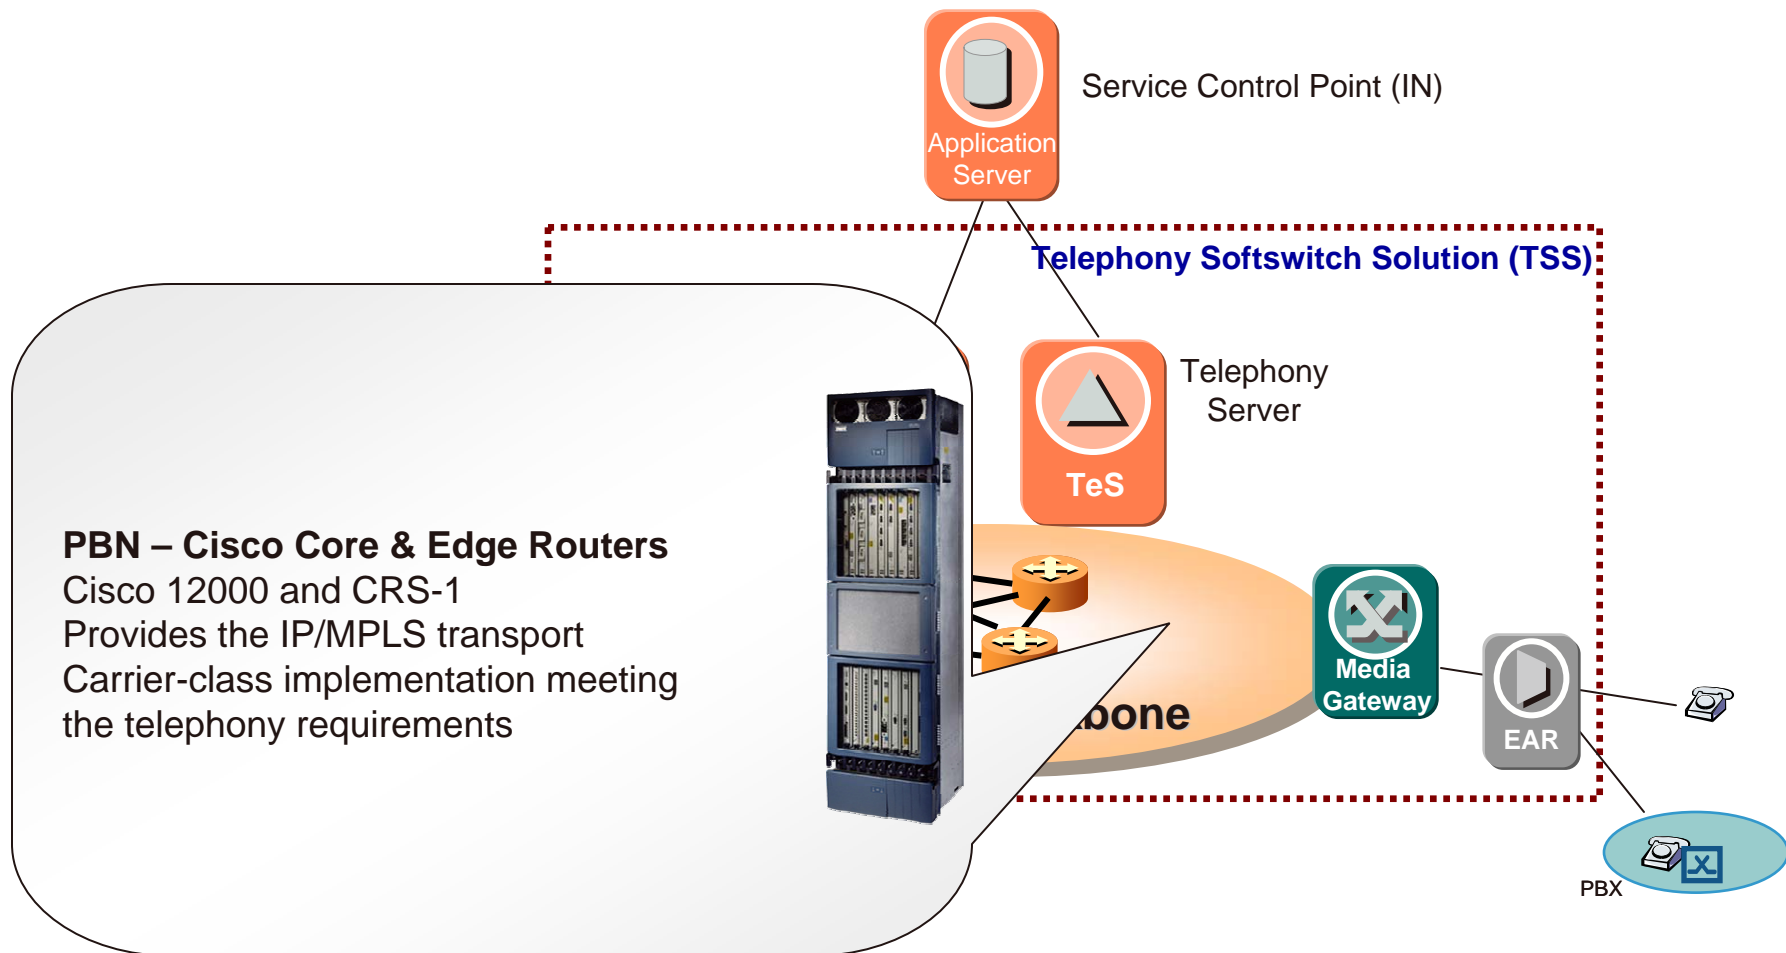 Application
Server
Service Control Point (IN)
Telephony Softswitch Solution (TSS)
Telephony
Server
TeS
PBN – Cisco Core & Edge Routers
Cisco 12000 and CRS-1
Provides the IP/MPLS transport
Carrier-class implementation meeting
the telephony requirements
bone
Media
Gateway
EAR
PBX